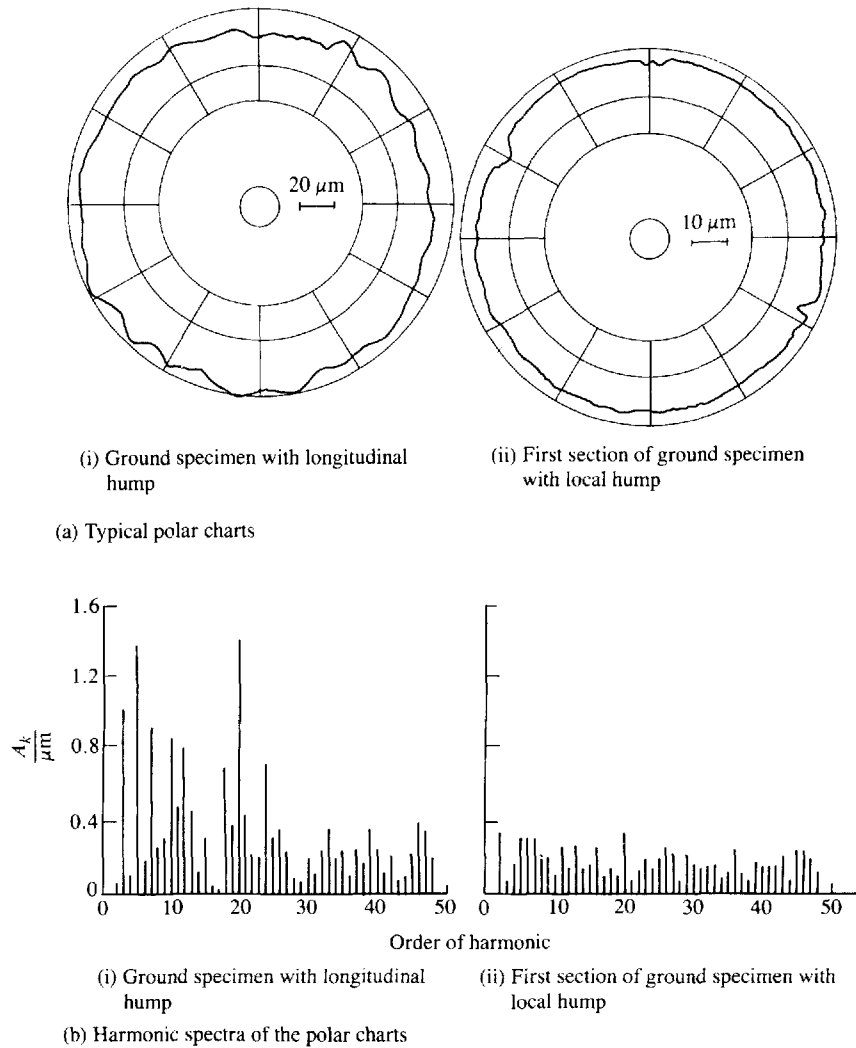 20 μm
10 μm
(i) Ground specimen with longitudinal
hump
(ii) First section of ground specimen
with local hump
(a) Typical polar charts
1.6
1.2
0.8
0.4
0
A_k
μm
0 10 20 30 40 50
0 10 20 30 40 50
Order of harmonic
(i) Ground specimen with longitudinal
hump
(ii) First section of ground specimen with
local hump
(b) Harmonic spectra of the polar charts